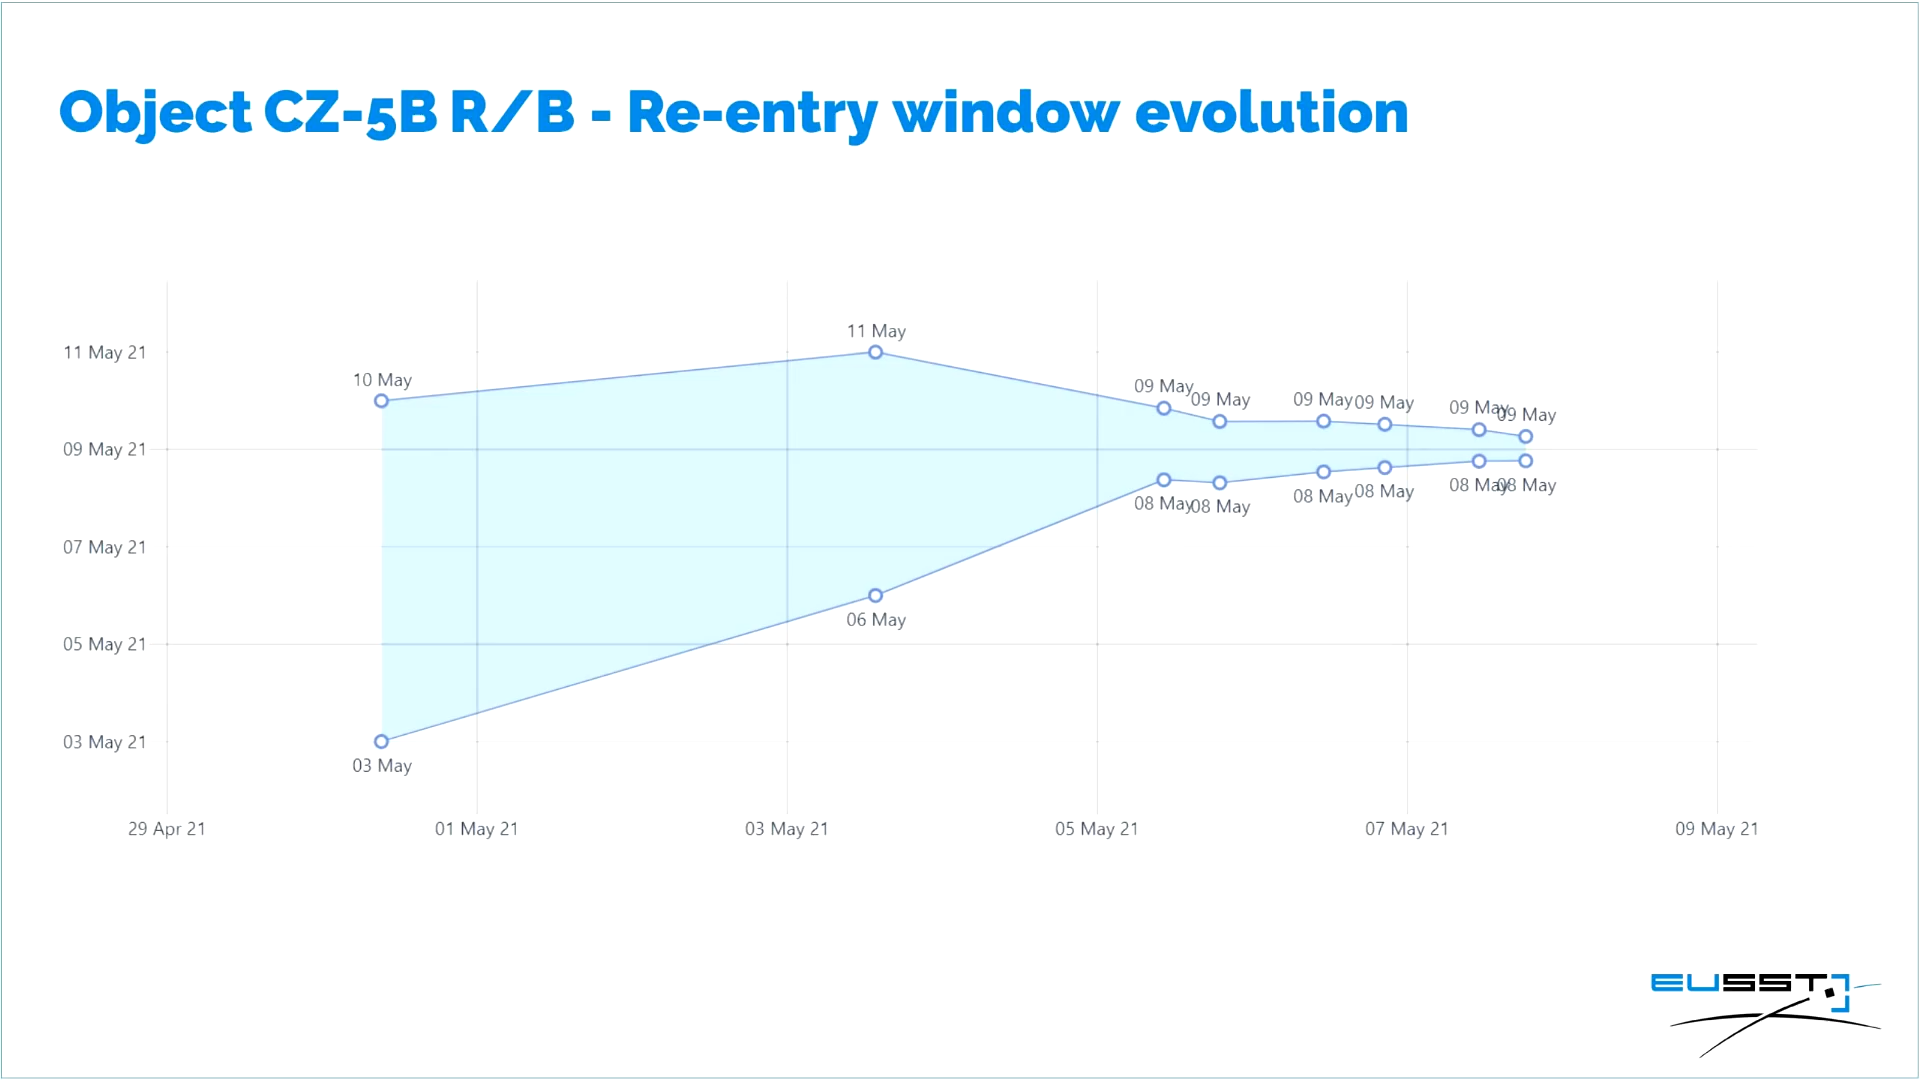 Object CZ-5B R/B - Re-entry window evolution
11 May
11 May 21
10 May
09 May
09 May
09 May
09 May
09 May
09 May
09 May 21
08 May
08 May
08 May
08 May
08 May
08 May
07 May 21
06 May
05 May 21
03 May 21
03 May
29 Apr 21 01 May 21 03 May 21 05 May 21 07 May 21 09 May 21
EUSST